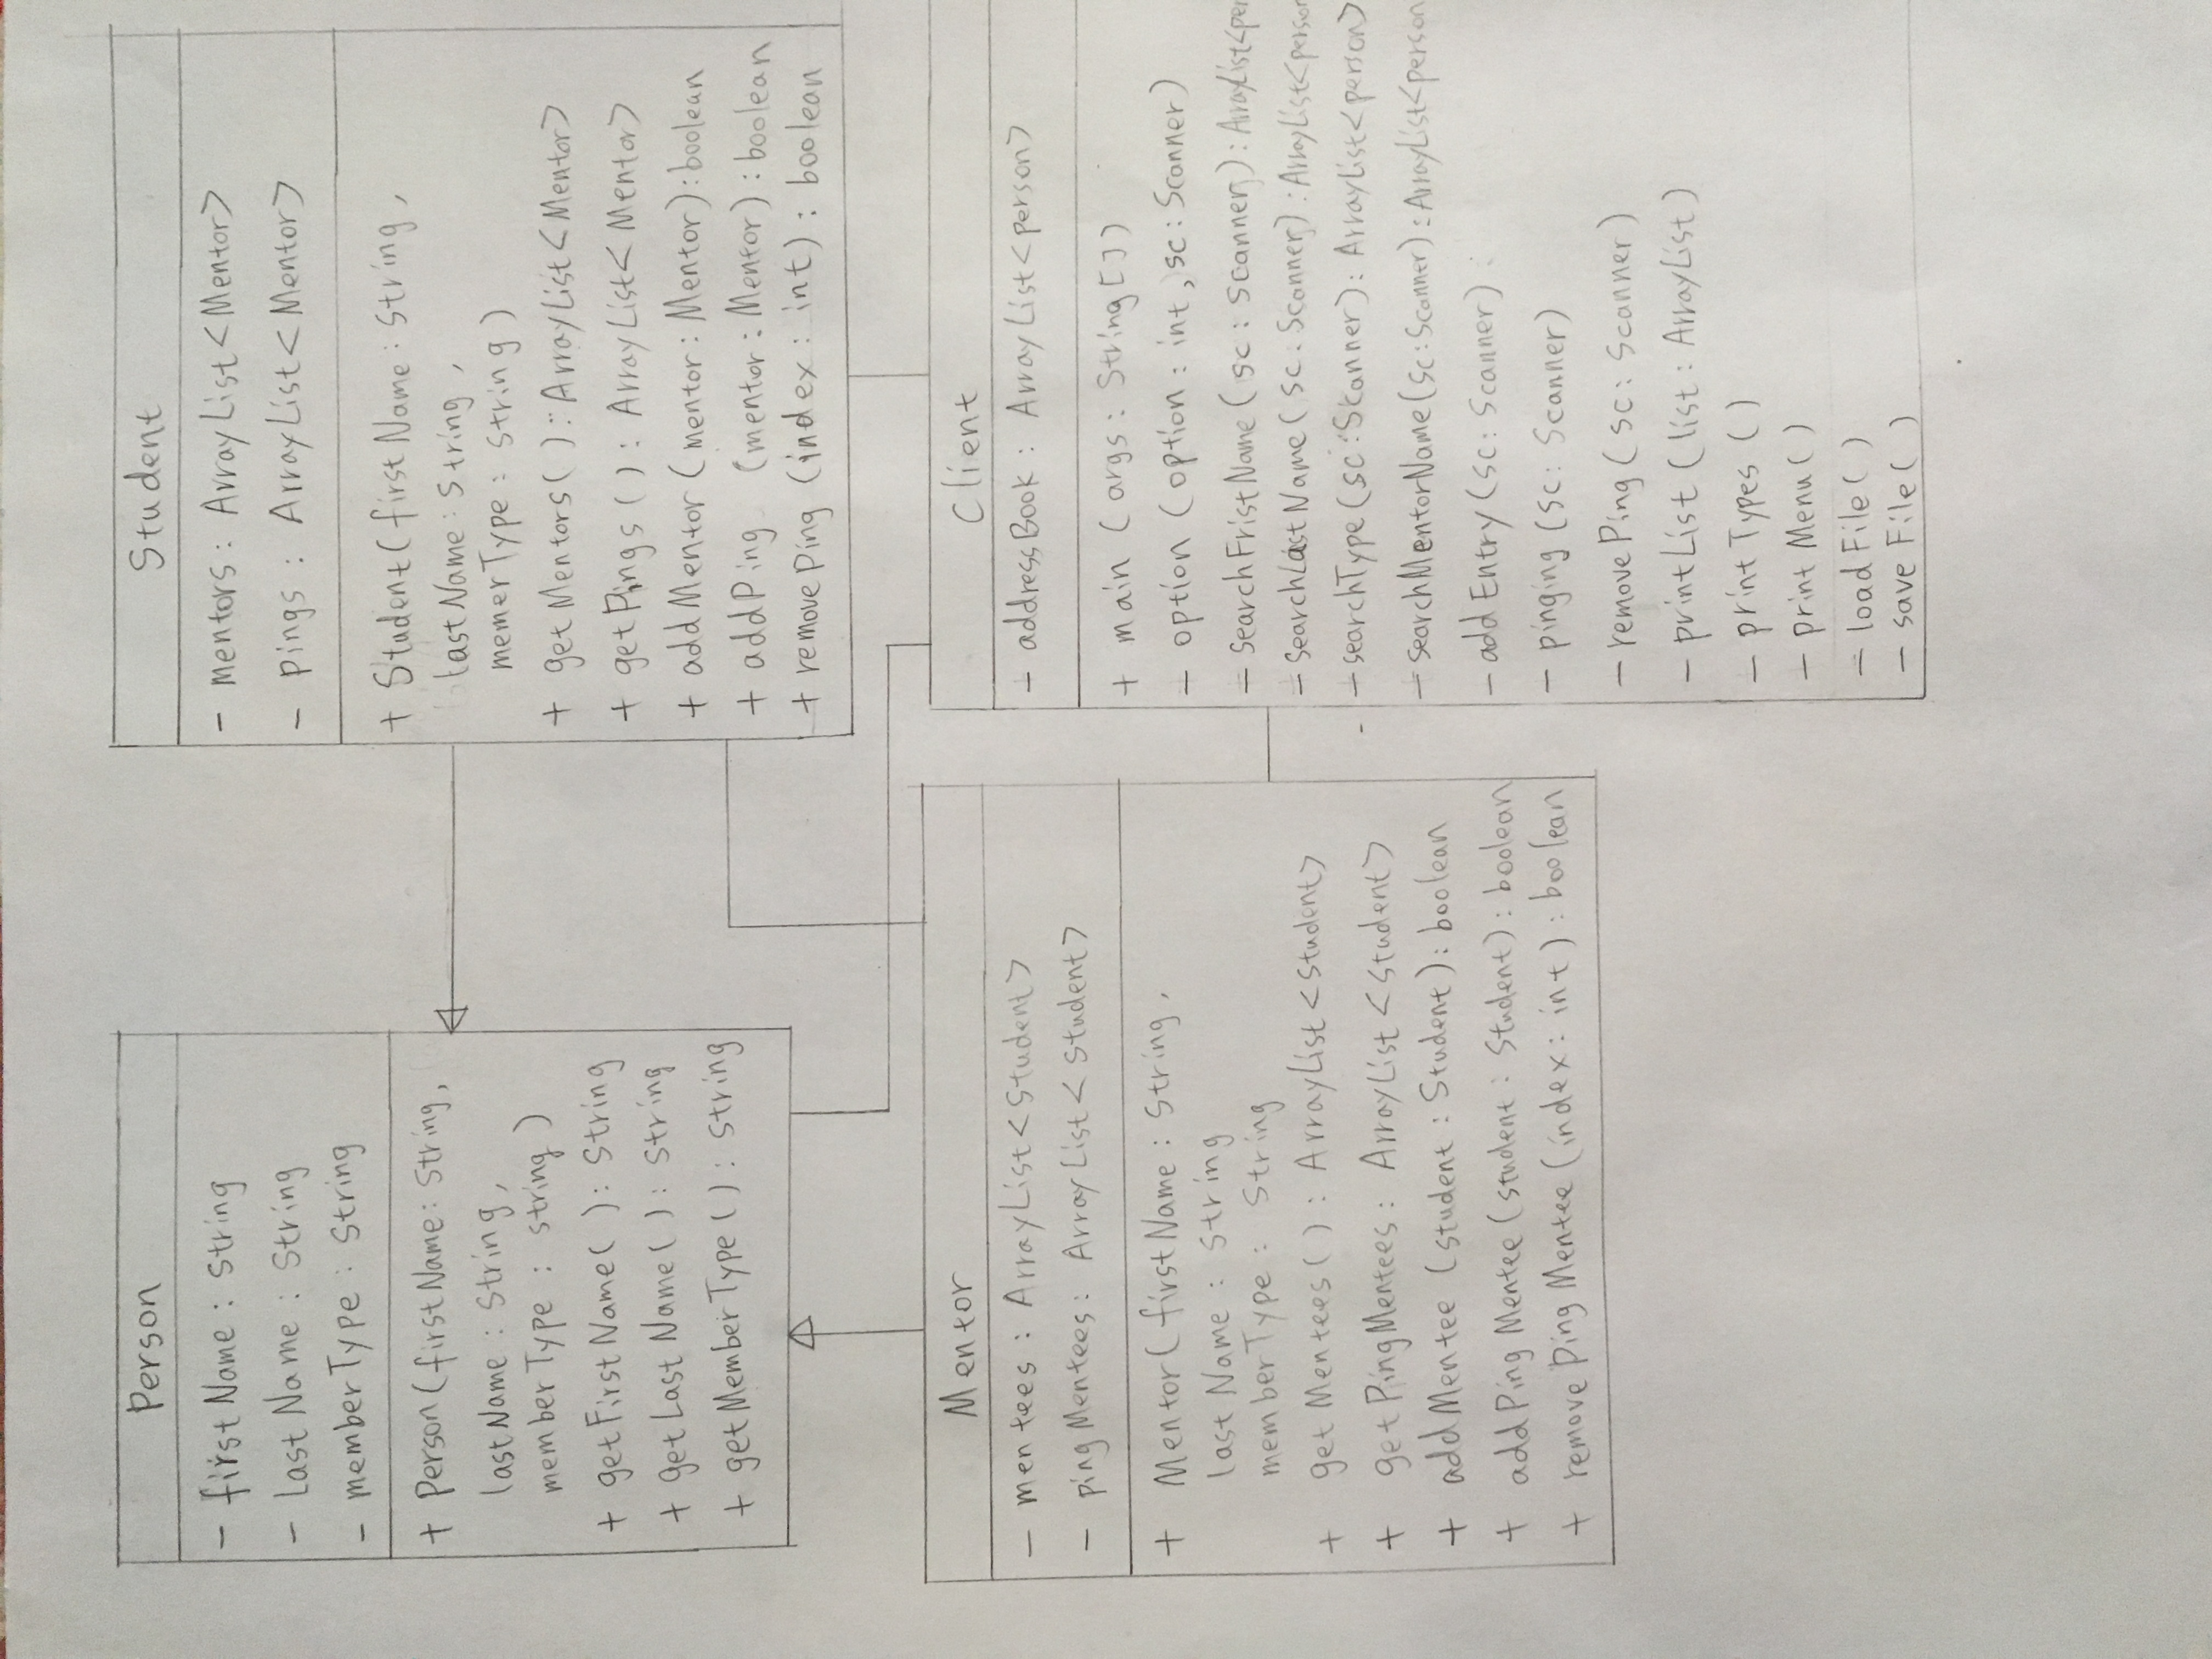 Person
- firstName : String
- lastName : String
- memberType : String
+ Person(firstName: String,
lastName : String,
memberType : string)
+ getFirstName( ): String
+ getLastName( ): String
+ getMemberType( ): String
Student
- mentors: ArrayList<Mentor>
- pings : ArrayList<Mentor>
+ Student(firstName: String,
lastName: String,
memerType: String)
+ getMentors( ): ArrayList<Mentor>
+ getPings( ): ArrayList<Mentor>
+ addMentor (mentor: Mentor): boolean
+ addPing (mentor: Mentor): boolean
+ removePing (index: int): boolean
Mentor
- mentees : ArrayList<Student>
- pingMentees: ArrayList<Student>
+ Mentor(firstName: String,
lastName : String
memberType: String
+ getMentees( ): ArrayList<Student>
+ getPingMentees: ArrayList<Student>
+ addMentee (student: Student): boolean
+ addPingMentee(student: Student): boolean
+ removePingMentee(index: int): boolean
Client
- addressBook: ArrayList<person>
+ main (args: String[])
- option (option: int, sc: Scanner)
- SearchFristName (sc: Scanner): ArrayList<per
- SearchLastName (sc: Scanner): ArrayList<person
- searchType(sc: Scanner): ArrayList<person>
- searchMentorName(sc: Scanner): ArrayList<person
- addEntry (sc: Scanner) :
- pinging (sc: Scanner)
- removePing (sc: Scanner)
- printList (list: ArrayList)
- printTypes ( )
- printMenu( )
- loadFile( )
- saveFile( )